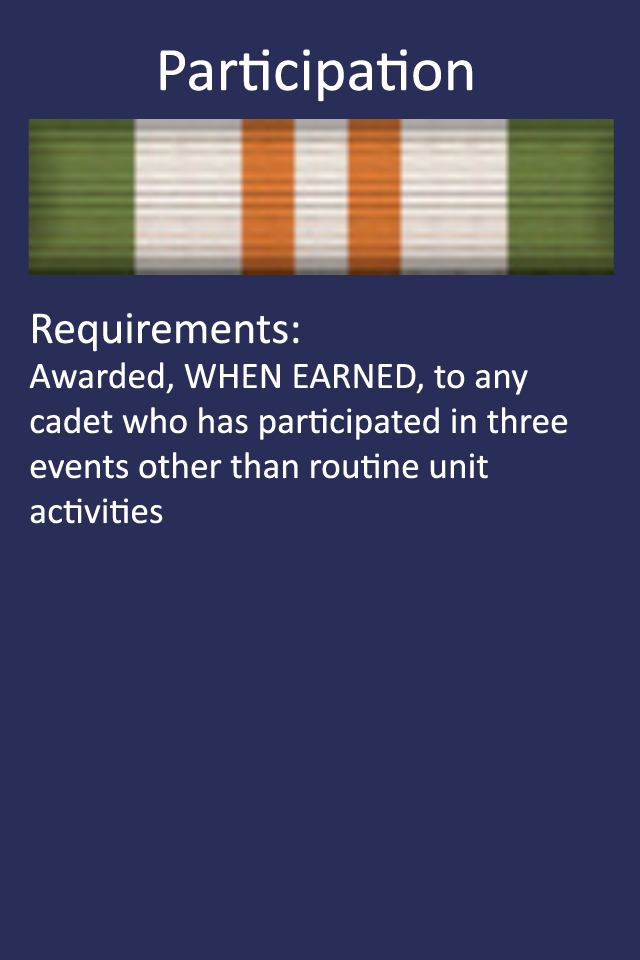 Participation
Requirements:
Awarded, WHEN EARNED, to any
cadet who has participated in three
events other than routine unit
activities